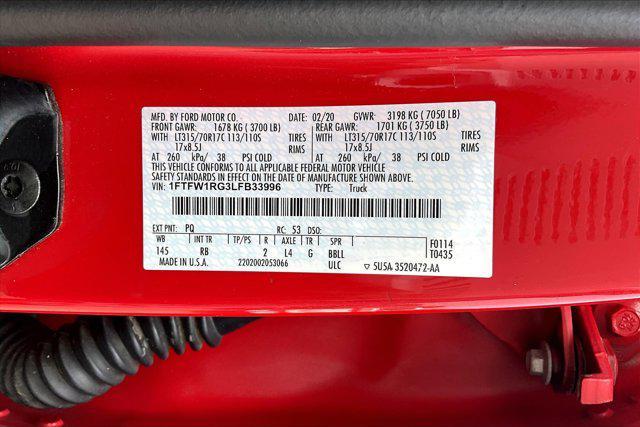 MFD. BY FORD MOTOR CO. DATE: 02/20 GVWR: 3198 KG ( 7050 LB)
FRONT GAWR: 1678 KG ( 3700 LB) REAR GAWR: 1701 KG ( 3750 LB)
WITH LT315/70R17C 113/110S TIRES WITH LT315/70R17C 113/110S TIRES
17x8.5J RIMS 17x8.5J RIMS
AT 260 kPa/ 38 PSI COLD AT 260 kPa/ 38 PSI COLD
THIS VEHICLE CONFORMS TO ALL APPLICABLE FEDERAL MOTOR VEHICLE
SAFETY STANDARDS IN EFFECT ON THE DATE OF MANUFACTURE SHOWN ABOVE.
VIN: 1FTFW1RG3LFB33996 TYPE: Truck
EXT PNT: PQ RC: 53 DSO:
WB INT TR TP/PS R AXLE TR SPR F0114
145 RB 2 L4 G BBLL T0435
MADE IN U.S.A. 2202002053066 ULC ▽ 5U5A 3520472-AA